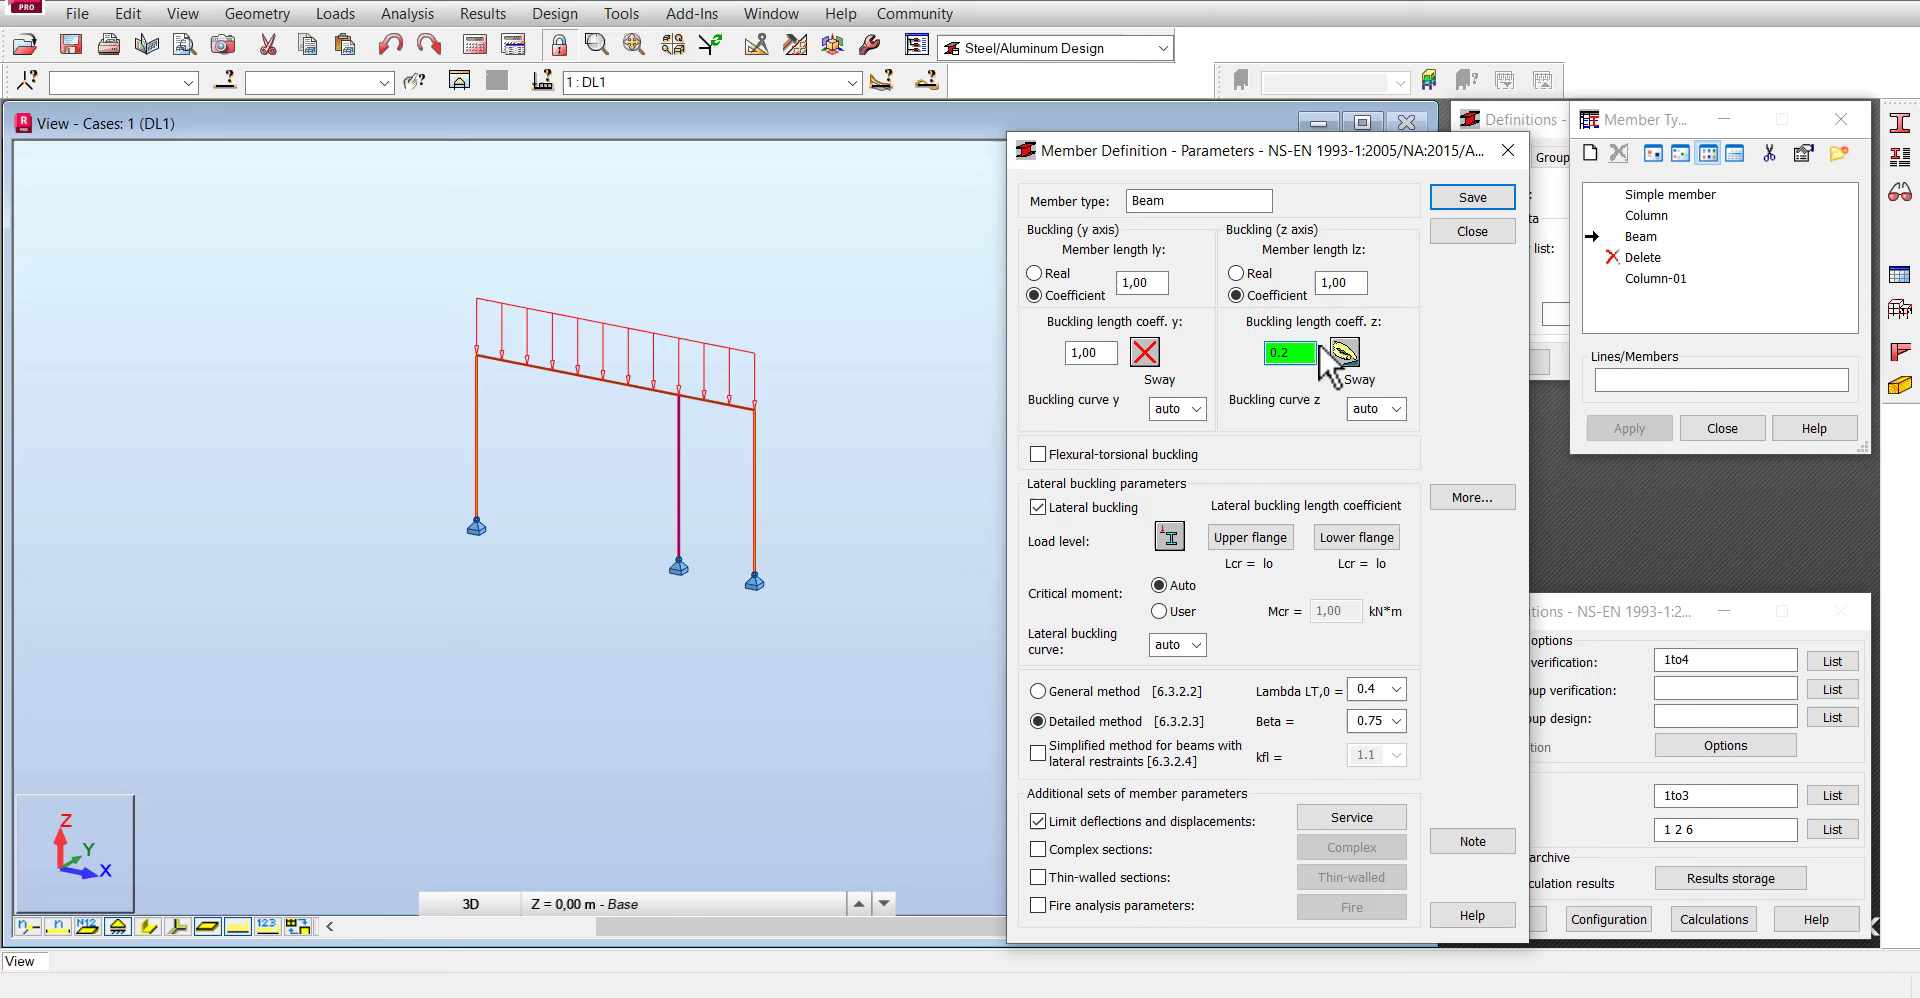 PRO File Edit View Geometry Loads Analysis Results Design Tools Add-Ins Window Help Community
Steel/Aluminum Design
1 : DL1
View - Cases: 1 (DL1)
Definitions -
Member Ty...
Member Definition - Parameters - NS-EN 1993-1:2005/NA:2015/A...
Group
Member type: Beam
Save
Close
Buckling (y axis)
Member length ly:
Real
Coefficient
1,00
Buckling length coeff. y:
1,00
Sway
Buckling curve y
auto
Buckling (z axis)
Member length lz:
Real
Coefficient
1,00
Buckling length coeff. z:
0.2
Sway
Buckling curve z
auto
Flexural-torsional buckling
Lateral buckling parameters
Lateral buckling
Lateral buckling length coefficient
Load level:
Upper flange
Lower flange
Lcr = lo
Lcr = lo
Critical moment:
Auto
User
Mcr = 1,00 kN*m
Lateral buckling
curve:
auto
More...
General method [6.3.2.2]
Lambda LT,0 = 0.4
Detailed method [6.3.2.3]
Beta = 0.75
Simplified method for beams with
lateral restraints [6.3.2.4]
kfl = 1.1
Additional sets of member parameters
Limit deflections and displacements:
Service
Complex sections:
Complex
Thin-walled sections:
Thin-walled
Fire analysis parameters:
Fire
Note
Help
Simple member
Column
Beam
Delete
Column-01
Lines/Members
Apply
Close
Help
ta
list:
tions - NS-EN 1993-1:2...
options
verification:
1to4
List
up verification:
List
up design:
List
tion
Options
1to3
List
1 2 6
List
archive
culation results
Results storage
Configuration
Calculations
Help
Z
Y
X
3D
Z = 0,00 m - Base
n
n
N12
123
View